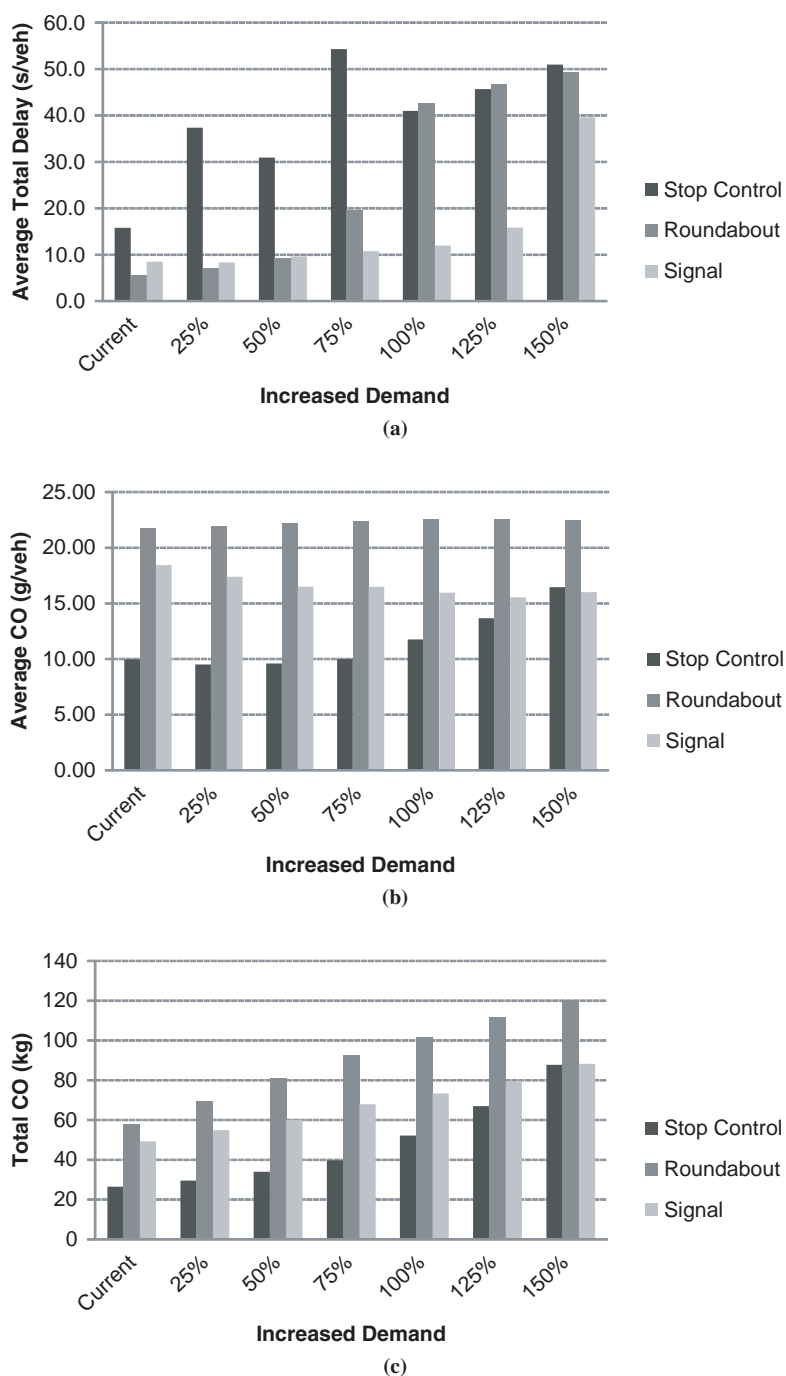 Average Total Delay (s/veh)
60.0
50.0
40.0
30.0
20.0
10.0
0.0
Current
25%
50%
75%
100%
125%
150%
Increased Demand
Stop Control
Roundabout
Signal
(a)
Average CO (g/veh)
25.00
20.00
15.00
10.00
5.00
0.00
Current
25%
50%
75%
100%
125%
150%
Increased Demand
Stop Control
Roundabout
Signal
(b)
Total CO (kg)
140
120
100
80
60
40
20
0
Current
25%
50%
75%
100%
125%
150%
Increased Demand
Stop Control
Roundabout
Signal
(c)